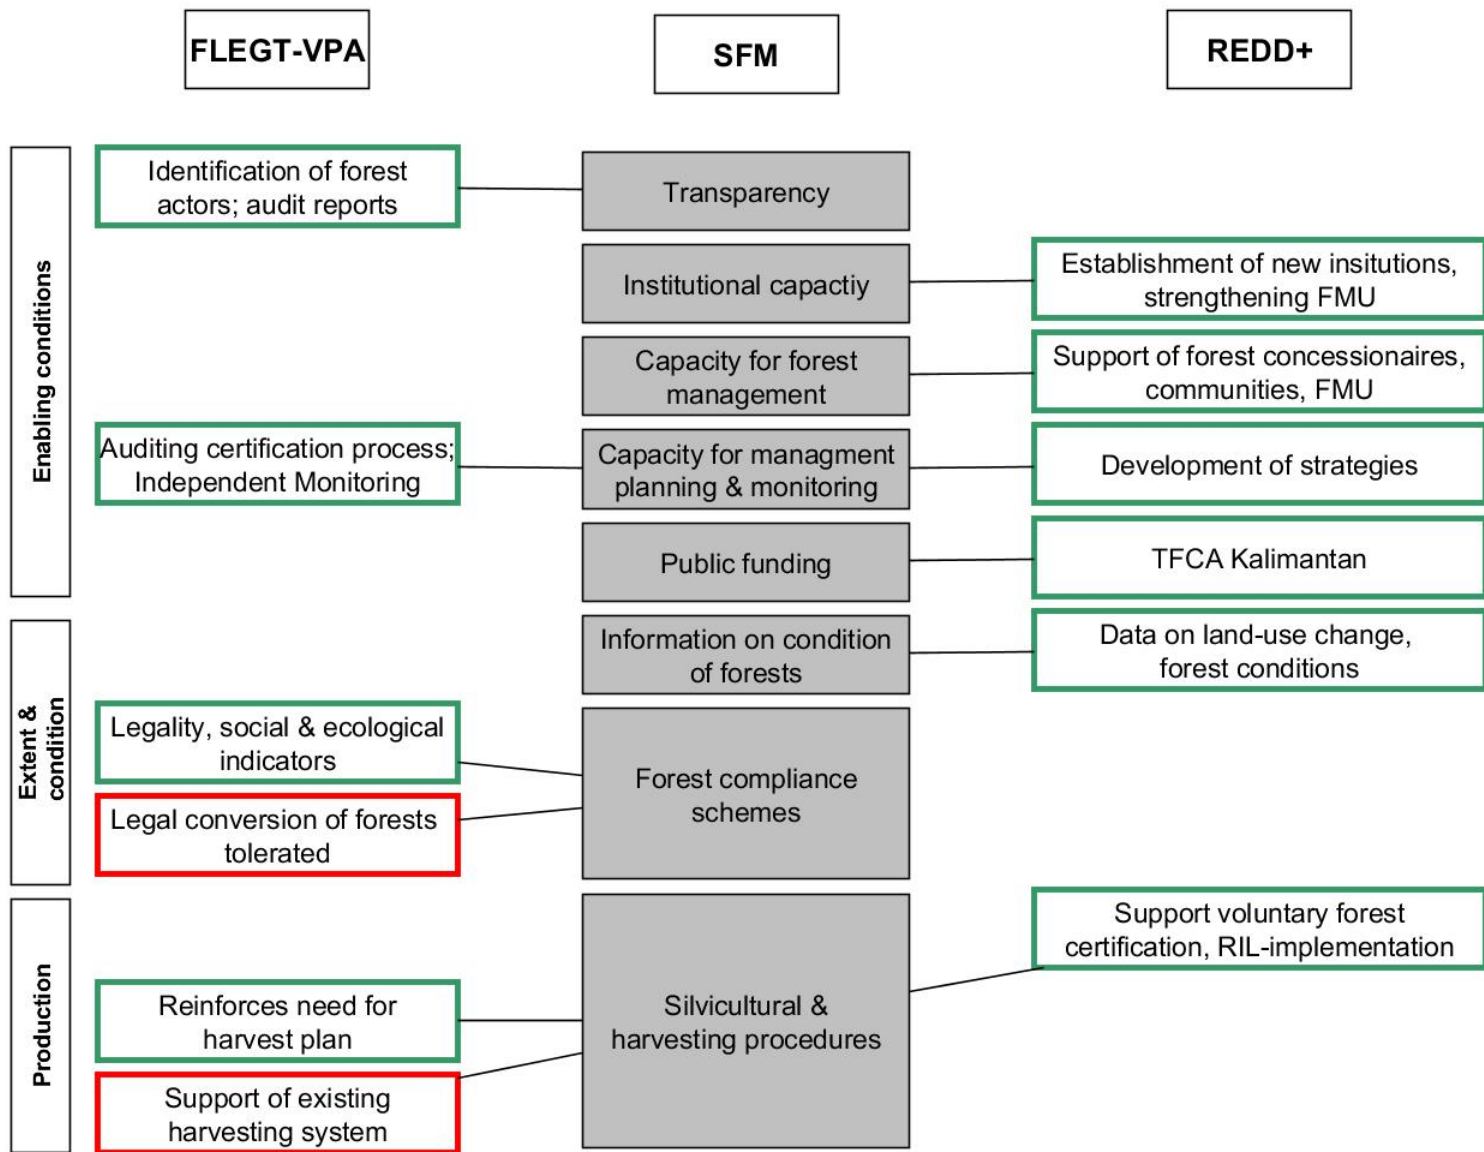 FLEGT-VPA
SFM
REDD+
Enabling conditions
Identification of forest
actors; audit reports
Transparency
Institutional capactiy
Establishment of new insitutions,
strengthening FMU
Capacity for forest
management
Support of forest concessionaires,
communities, FMU
Auditing certification process;
Independent Monitoring
Capacity for managment
planning & monitoring
Development of strategies
Public funding
TFCA Kalimantan
Extent &
condition
Information on condition
of forests
Data on land-use change,
forest conditions
Legality, social & ecological
indicators
Legal conversion of forests
tolerated
Forest compliance
schemes
Production
Reinforces need for
harvest plan
Support of existing
harvesting system
Silvicultural &
harvesting procedures
Support voluntary forest
certification, RIL-implementation